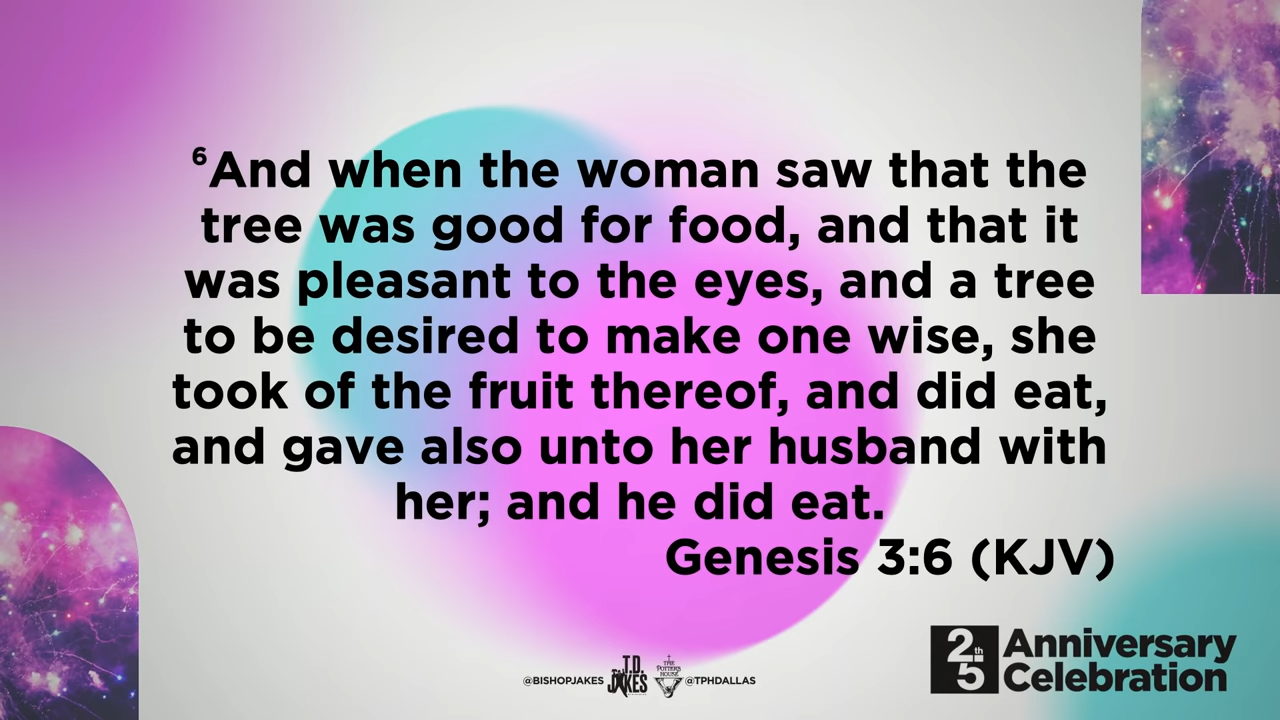 ⁶And when the woman saw that the
tree was good for food, and that it
was pleasant to the eyes, and a tree
to be desired to make one wise, she
took of the fruit thereof, and did eat,
and gave also unto her husband with
her; and he did eat.
Genesis 3:6 (KJV)
25th Anniversary
Celebration
@BISHOPJAKES T.D. JAKES THE POTTER'S HOUSE @TPHDALLAS